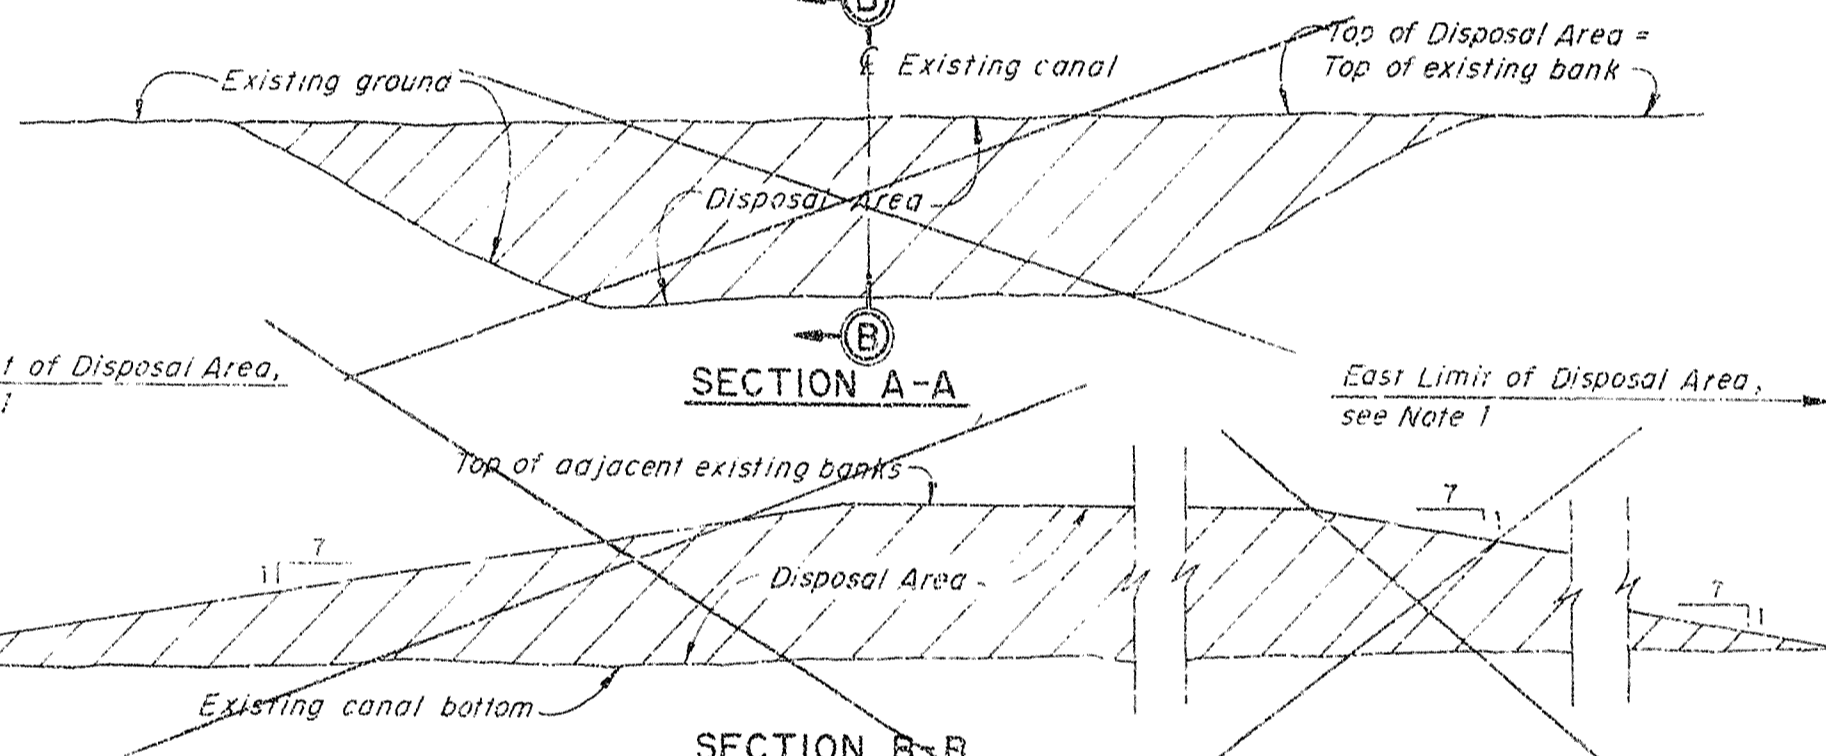 B
℄ Existing canal
Existing ground
Top of Disposal Area =
Top of existing bank
Disposal Area
B
SECTION A-A
t of Disposal Area,
1
East Limit of Disposal Area,
see Note 1
Top of adjacent existing banks
7
1
7
1
Disposal Area
7
1
Existing canal bottom
SECTION B-B